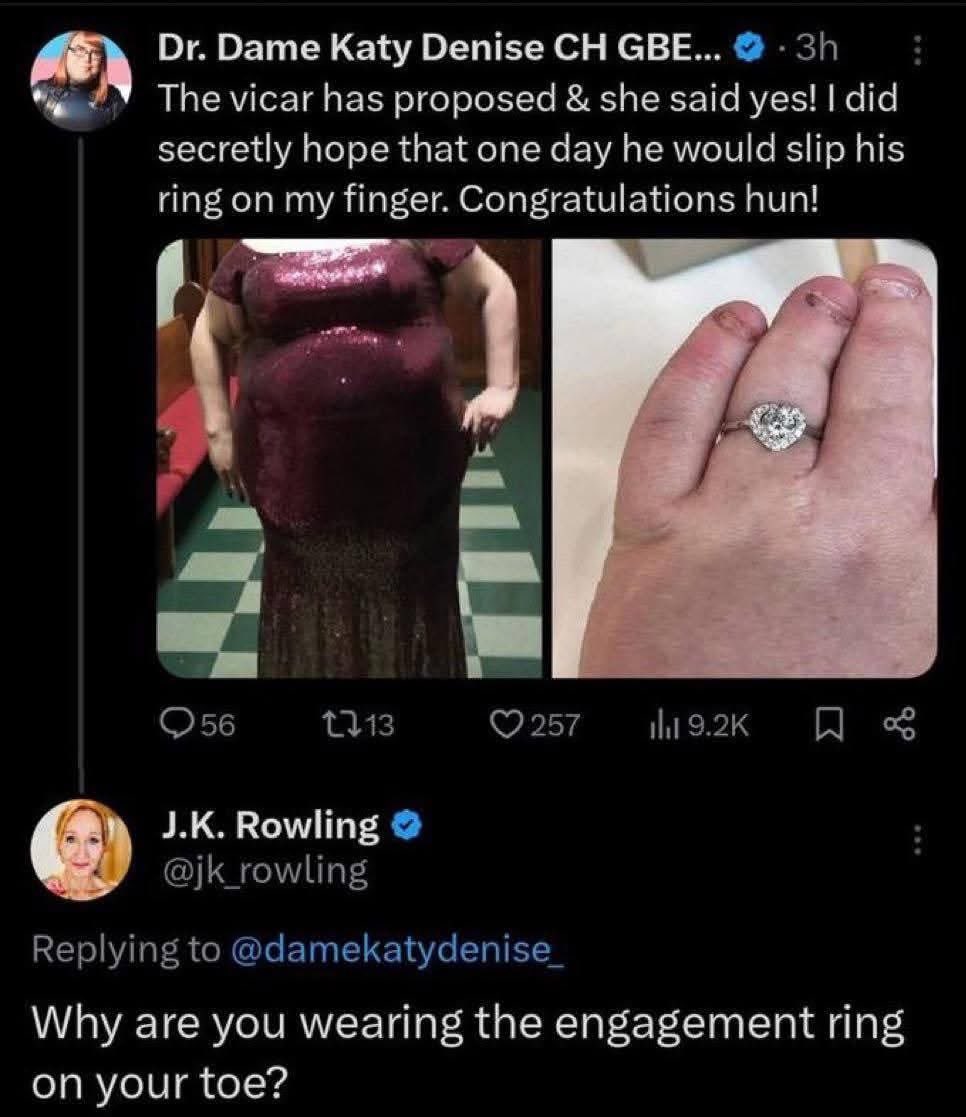 Dr. Dame Katy Denise CH GBE... · 3h
The vicar has proposed & she said yes! I did
secretly hope that one day he would slip his
ring on my finger. Congratulations hun!
56 13 257 9.2K
J.K. Rowling
@jk_rowling
Replying to @damekatydenise_
Why are you wearing the engagement ring
on your toe?